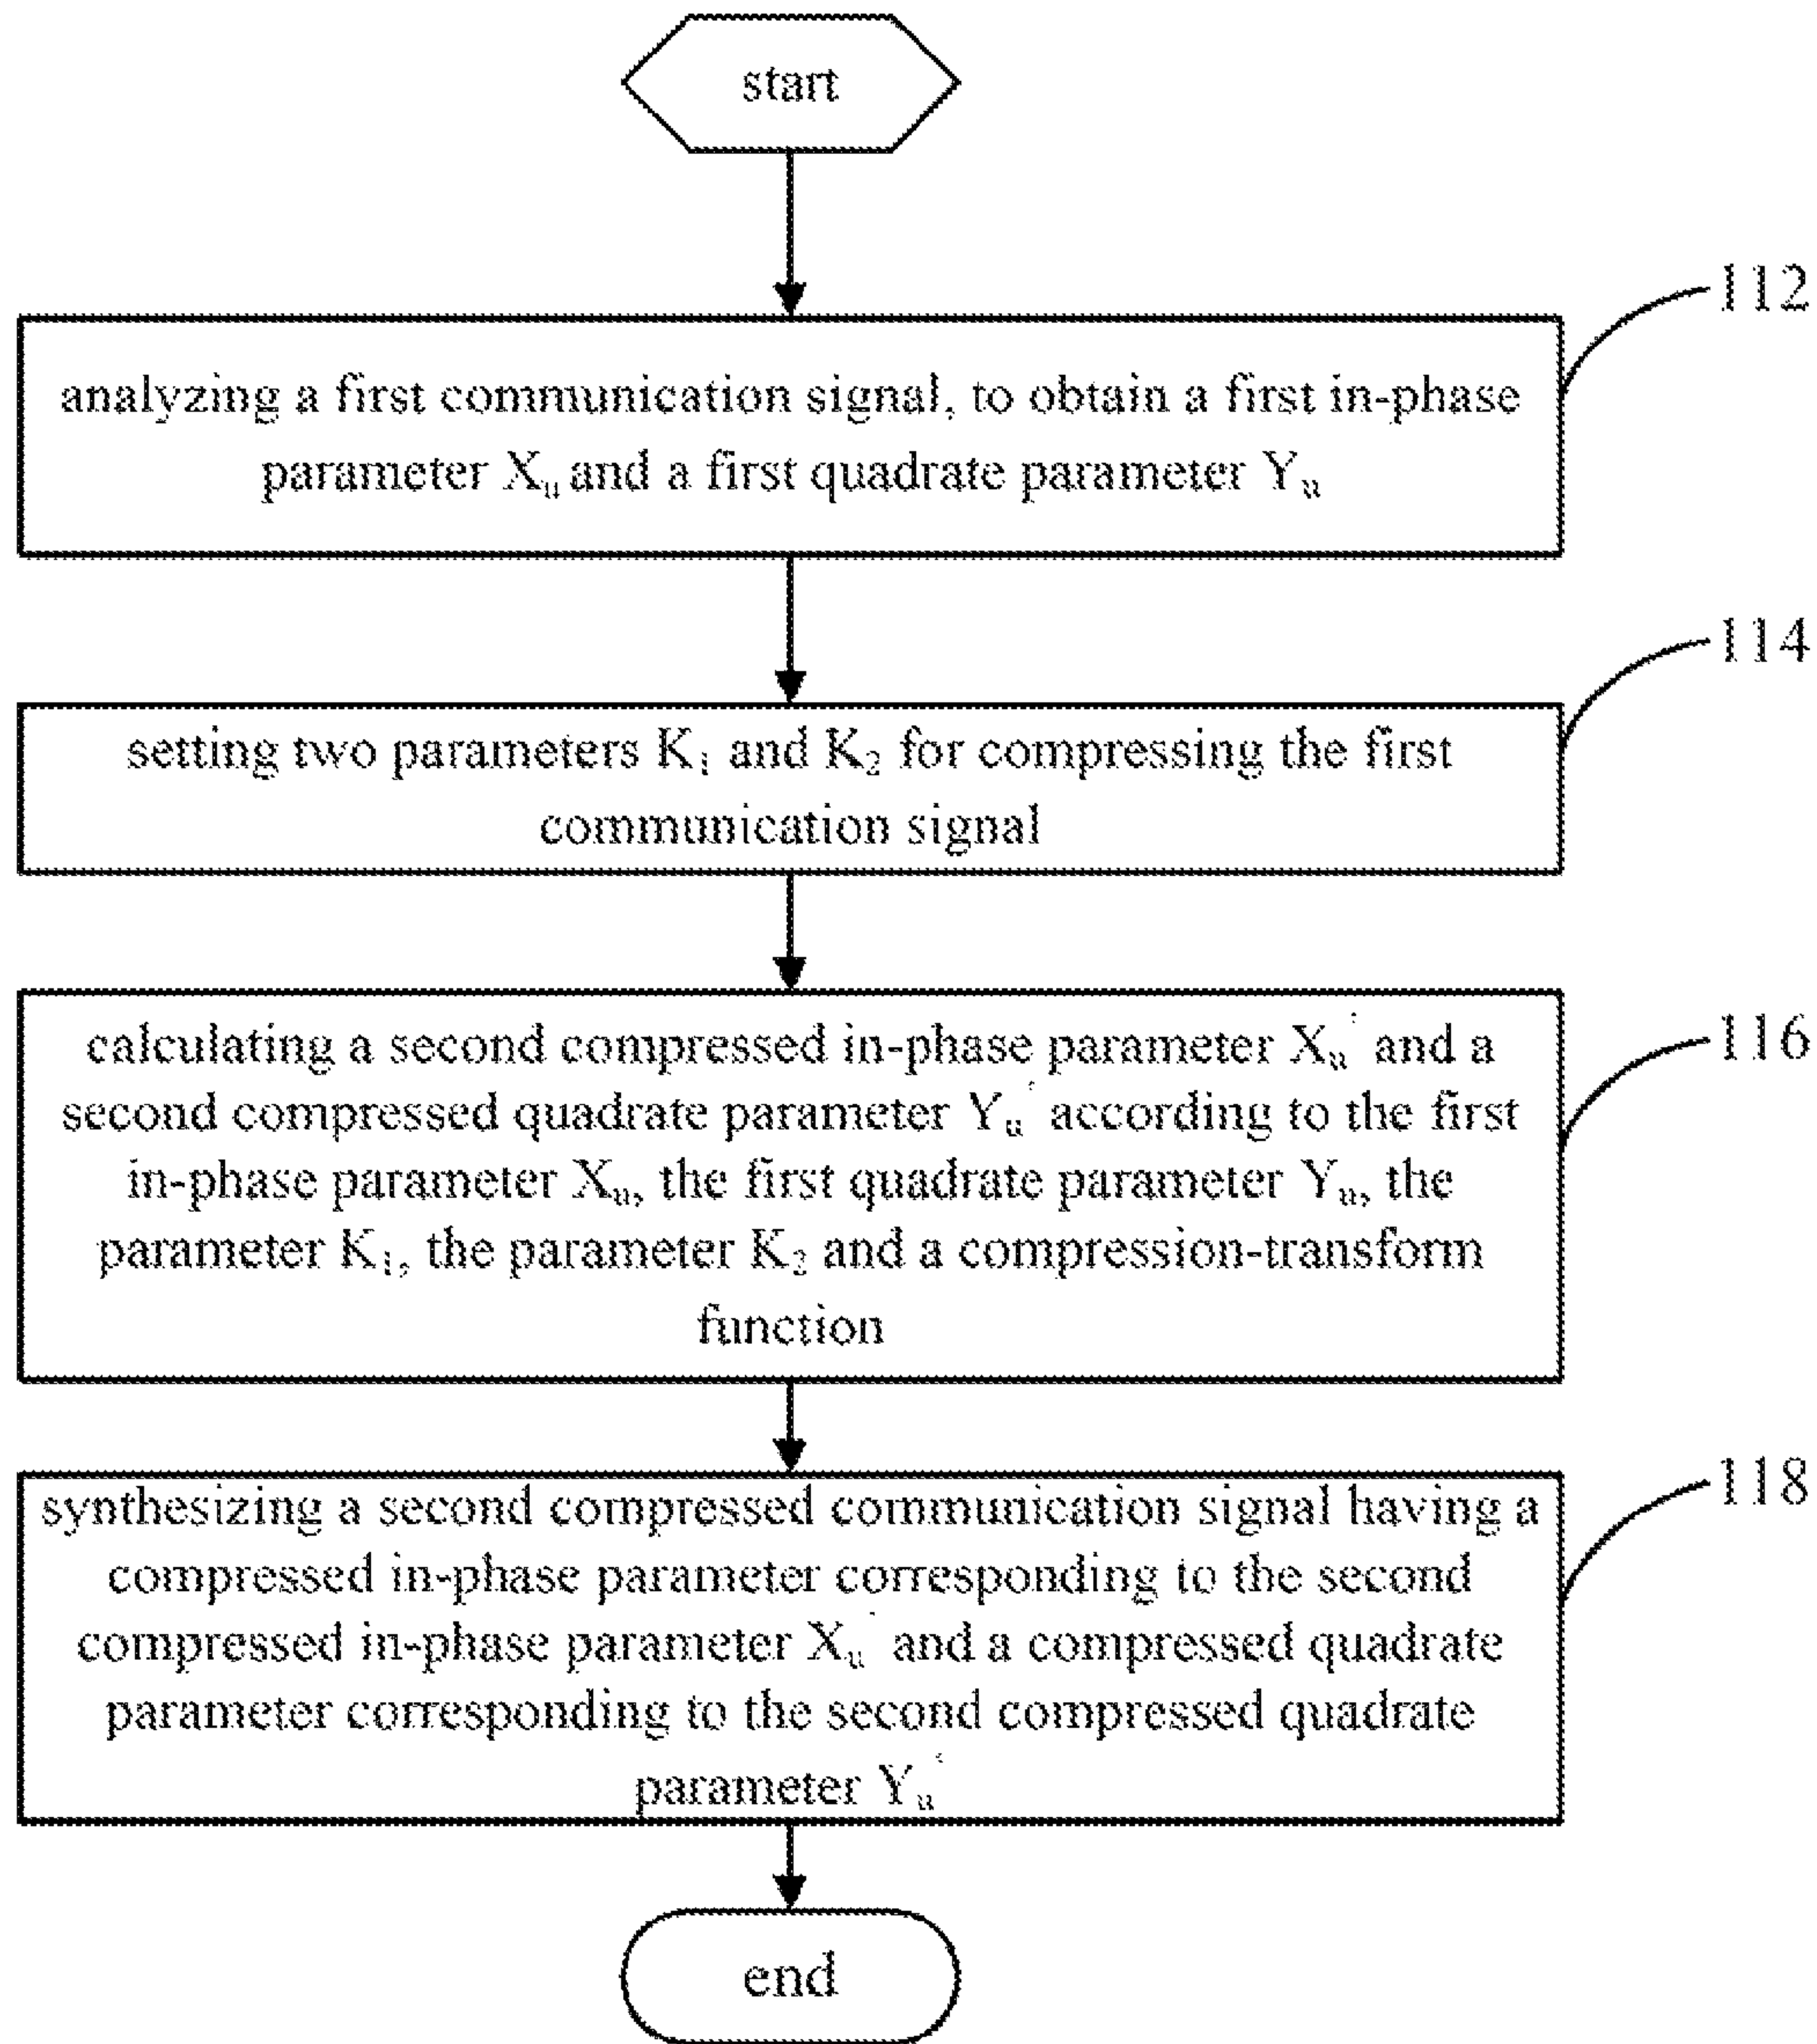 start
112
analyzing a first communication signal, to obtain a first in-phase
parameter Xᵤ and a first quadrate parameter Yᵤ
114
setting two parameters K₁ and K₂ for compressing the first
communication signal
116
calculating a second compressed in-phase parameter Xᵤ' and a
second compressed quadrate parameter Yᵤ' according to the first
in-phase parameter Xᵤ, the first quadrate parameter Yᵤ, the
parameter K₁, the parameter K₂ and a compression-transform
function
118
synthesizing a second compressed communication signal having a
compressed in-phase parameter corresponding to the second
compressed in-phase parameter Xᵤ' and a compressed quadrate
parameter corresponding to the second compressed quadrate
parameter Yᵤ'
end